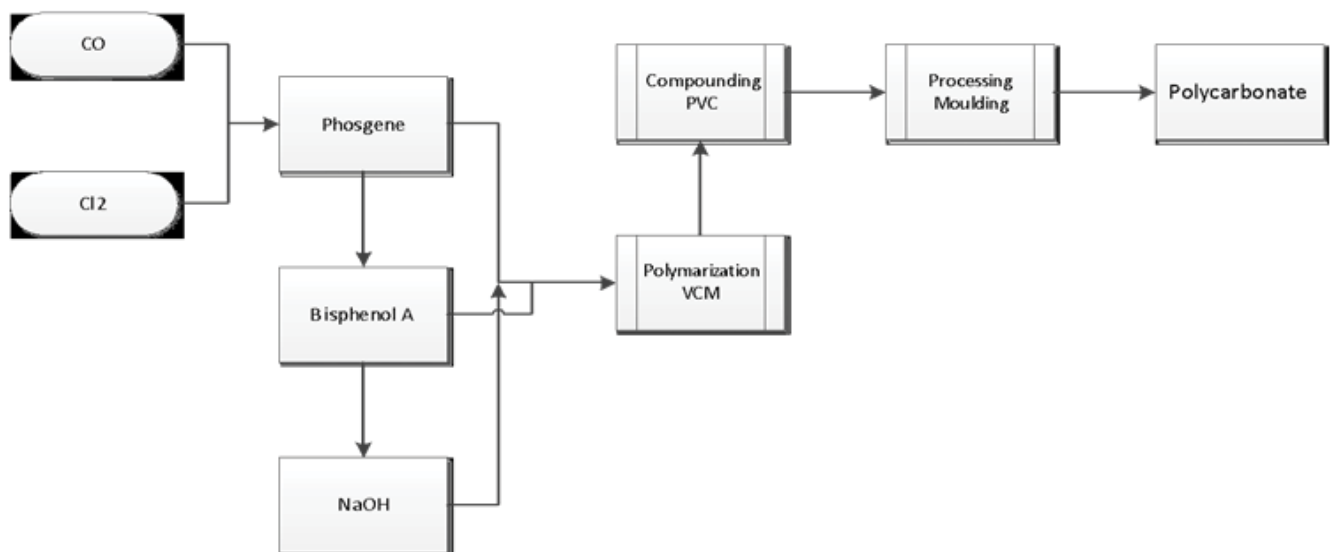 CO
Cl2
Phosgene
Bisphenol A
NaOH
Polymarization
VCM
Compounding
PVC
Processing
Moulding
Polycarbonate